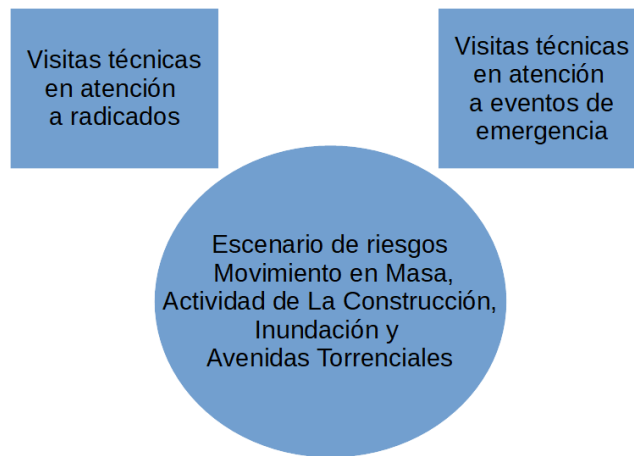 Visitas técnicas
en atención
a radicados
Visitas técnicas
en atención
a eventos de
emergencia
Escenario de riesgos
Movimiento en Masa,
Actividad de La Construcción,
Inundación y
Avenidas Torrenciales